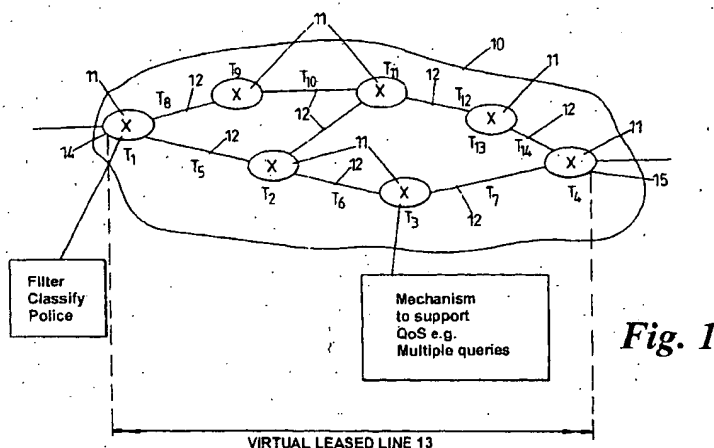 11
10
11
T9
T10
T11
12
11
11
T8
12
12
T12
12
12
T13
T14
11
14
T1
12
11
15
T5
12
T2
T6
T3
12
T7
T4
Filter
Classify
Police
Mechanism
to support
QoS e.g.
Multiple queries
Fig. 1
VIRTUAL LEASED LINE 13